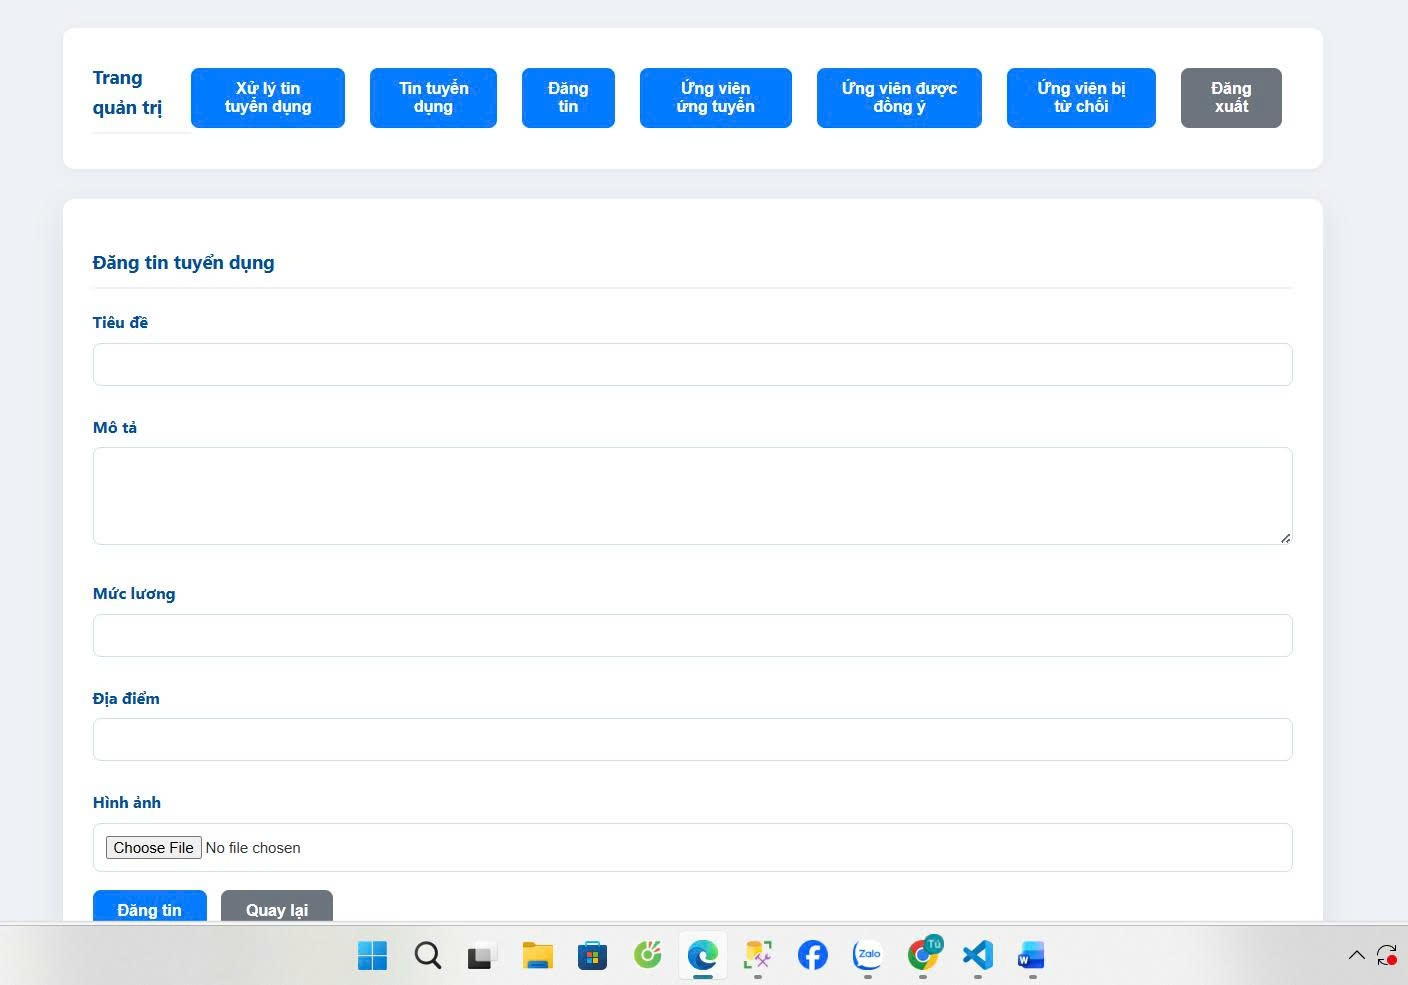 Trang
quản trị
Xử lý tin
tuyển dụng
Tin tuyển
dụng
Đăng
tin
Ứng viên
ứng tuyển
Ứng viên được
đồng ý
Ứng viên bị
từ chối
Đăng
xuất
Đăng tin tuyển dụng
Tiêu đề
Mô tả
Mức lương
Địa điểm
Hình ảnh
Choose File No file chosen
Đăng tin
Quay lại
Zalo
Tú
W